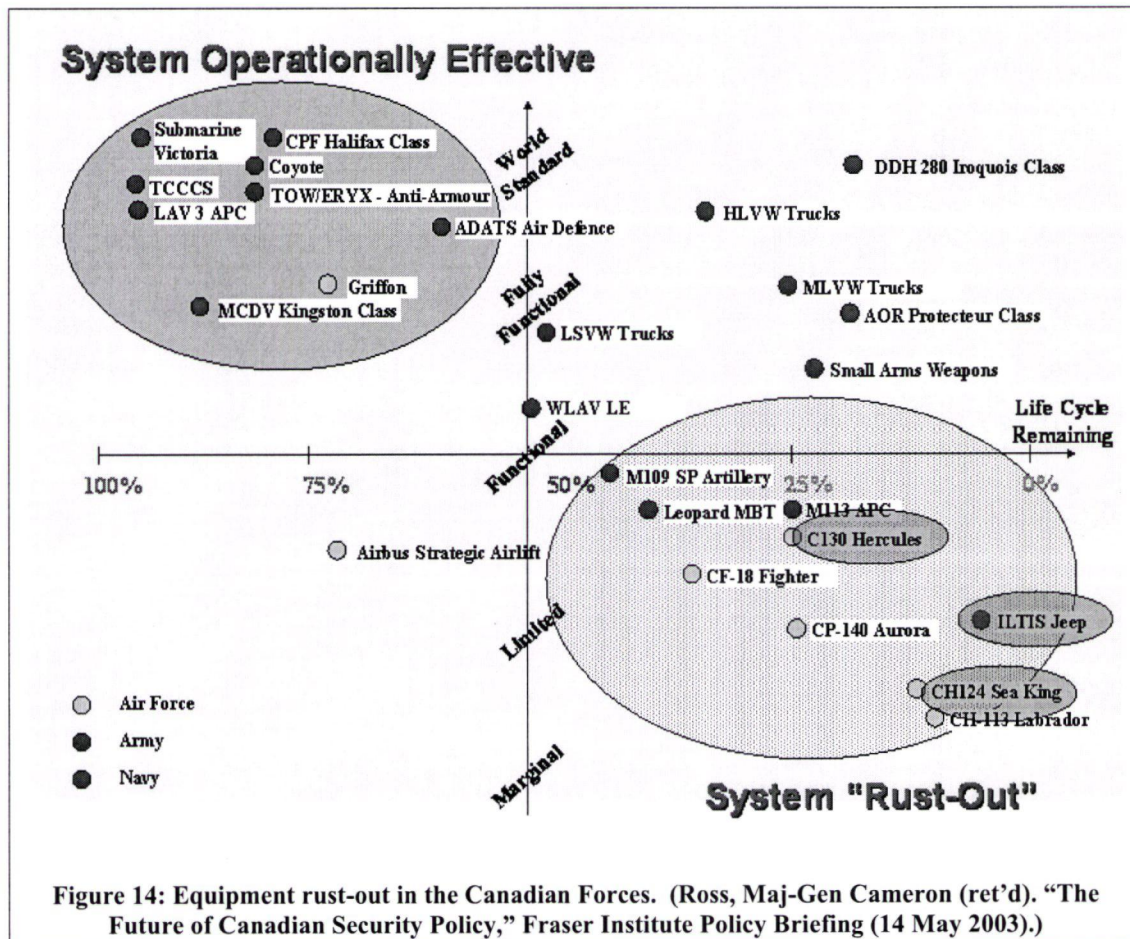 System Operationally Effective
Submarine
Victoria
CPF Halifax Class
Coyote
TCCCS
TOW/ERYX - Anti-Armour
LAV 3 APC
ADATS Air Defence
Griffon
MCDV Kingston Class
World
Standard
DDH 280 Iroquois Class
HLVW Trucks
Fully
Functional
MLVW Trucks
AOR Protecteur Class
LSVW Trucks
Small Arms Weapons
WLAV LE
Functional
Life Cycle
Remaining
100%
75%
50%
25%
0%
M109 SP Artillery
Leopard MBT
M113 APC
C130 Hercules
Airbus Strategic Airlift
CF-18 Fighter
Limited
CP-140 Aurora
ILTIS Jeep
CH124 Sea King
CH-113 Labrador
Marginal
Air Force
Army
Navy
System "Rust-Out"
Figure 14: Equipment rust-out in the Canadian Forces. (Ross, Maj-Gen Cameron (ret’d). “The
Future of Canadian Security Policy,” Fraser Institute Policy Briefing (14 May 2003).)